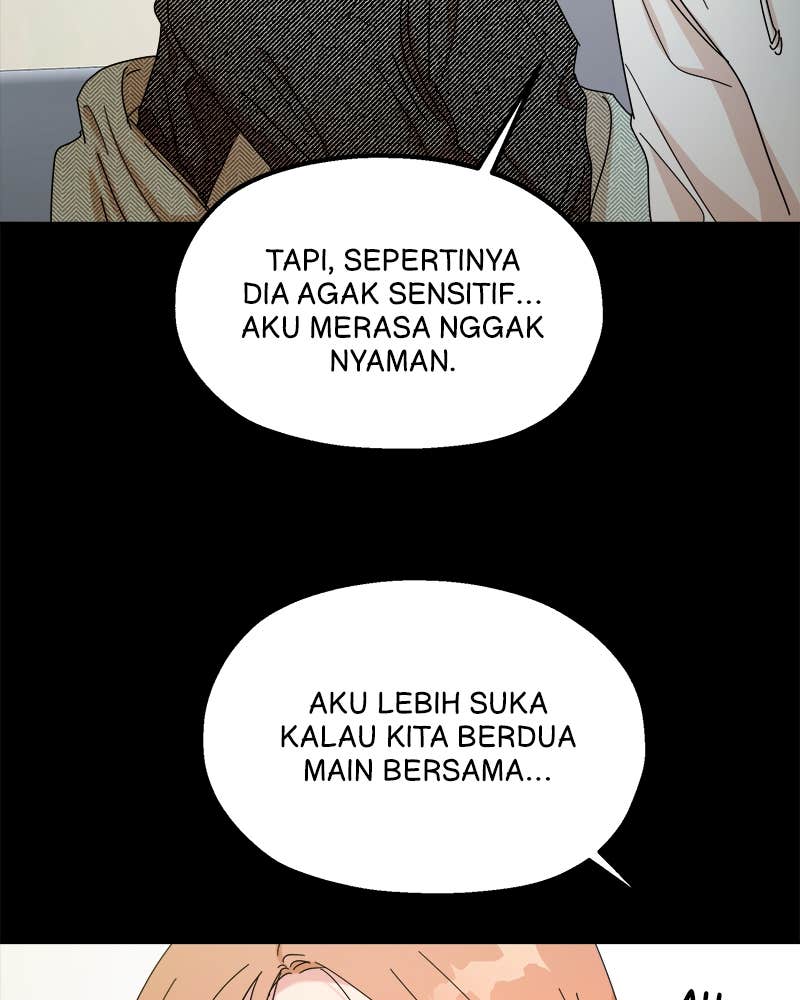 TAPI, SEPERTINYA
DIA AGAK SENSITIF...
AKU MERASA NGGAK
NYAMAN.
AKU LEBIH SUKA
KALAU KITA BERDUA
MAIN BERSAMA...